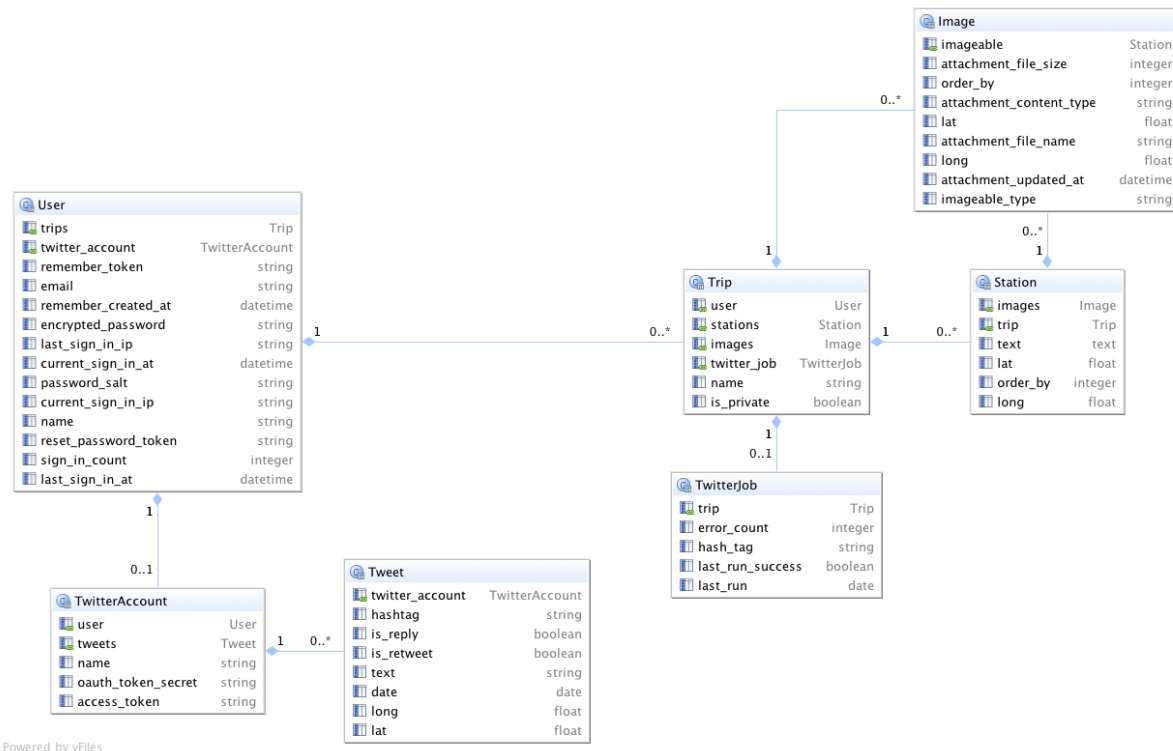 Image
imageable Station
attachment_file_size integer
order_by integer
attachment_content_type string
lat float
attachment_file_name string
long float
attachment_updated_at datetime
imageable_type string
0..*
1
0..*
1
User
trips Trip
twitter_account TwitterAccount
remember_token string
email string
remember_created_at datetime
encrypted_password string
last_sign_in_ip string
current_sign_in_at datetime
password_salt string
current_sign_in_ip string
name string
reset_password_token string
sign_in_count integer
last_sign_in_at datetime
1
0..*
Trip
user User
stations Station
images Image
twitter_job TwitterJob
name string
is_private boolean
1
0..*
Station
images Image
trip Trip
text text
lat float
order_by integer
long float
1
0..1
TwitterJob
trip Trip
error_count integer
hash_tag string
last_run_success boolean
last_run date
1
0..1
TwitterAccount
user User
tweets Tweet
name string
oauth_token_secret string
access_token string
1
0..*
Tweet
twitter_account TwitterAccount
hashtag string
is_reply boolean
is_retweet boolean
text string
date date
long float
lat float
Powered by yFiles